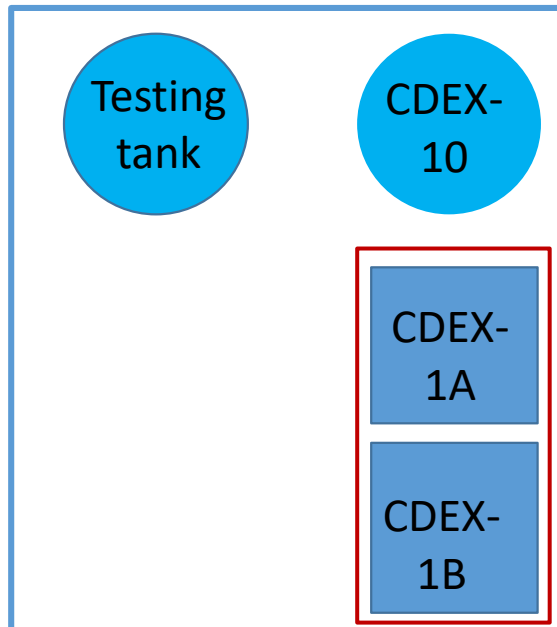 Testing
tank
CDEX-
10
CDEX-
1A
CDEX-
1B